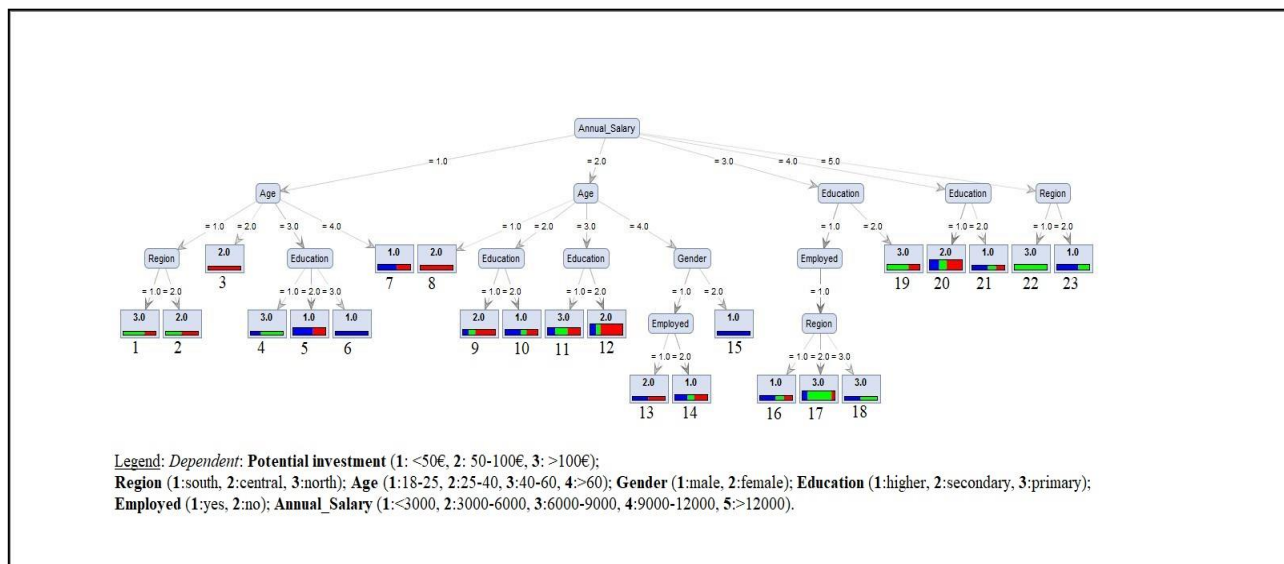 Annual_Salary
= 1.0 = 2.0 = 3.0 = 4.0 = 5.0
Age Age Education Education Region
= 1.0 = 2.0 = 3.0 = 4.0 = 1.0 = 2.0 = 3.0 = 4.0 = 1.0 = 2.0 = 1.0 = 2.0 = 1.0 = 2.0
Region 2.0 Education 1.0 2.0 Education Education Gender Employed 3.0 2.0 1.0 3.0 1.0
3 7 8 19 20 21 22 23
= 1.0 = 2.0 = 1.0 = 2.0 = 3.0 = 1.0 = 2.0 = 1.0 = 2.0 = 1.0 = 2.0 = 1.0
3.0 2.0 3.0 1.0 1.0 2.0 1.0 3.0 2.0 Employed 1.0 Region
1 2 4 5 6 9 10 11 12 15
= 1.0 = 2.0 = 1.0 = 2.0 = 3.0
2.0 1.0 1.0 3.0 3.0
13 14 16 17 18
Legend: Dependent: Potential investment (1: <50€, 2: 50-100€, 3: >100€);
Region (1:south, 2:central, 3:north); Age (1:18-25, 2:25-40, 3:40-60, 4:>60); Gender (1:male, 2:female); Education (1:higher, 2:secondary, 3:primary);
Employed (1:yes, 2:no); Annual_Salary (1:<3000, 2:3000-6000, 3:6000-9000, 4:9000-12000, 5:>12000).